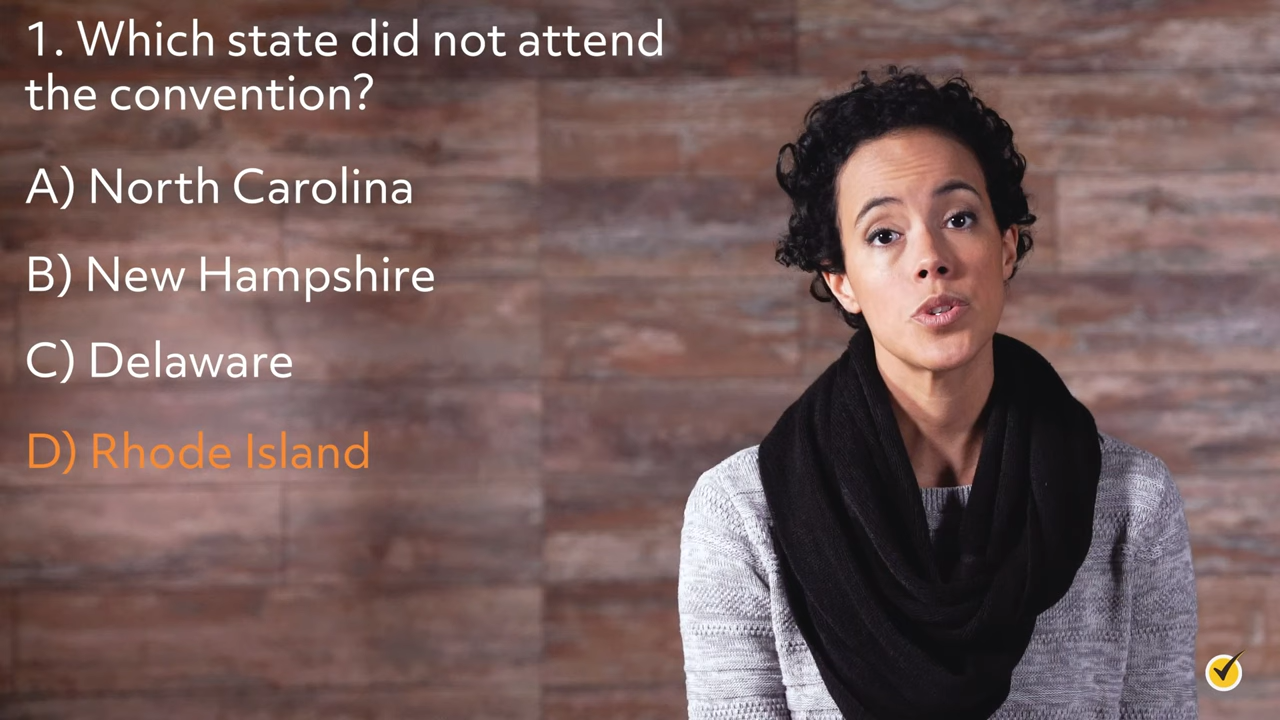 1. Which state did not attend
the convention?
A) North Carolina
B) New Hampshire
C) Delaware
D) Rhode Island